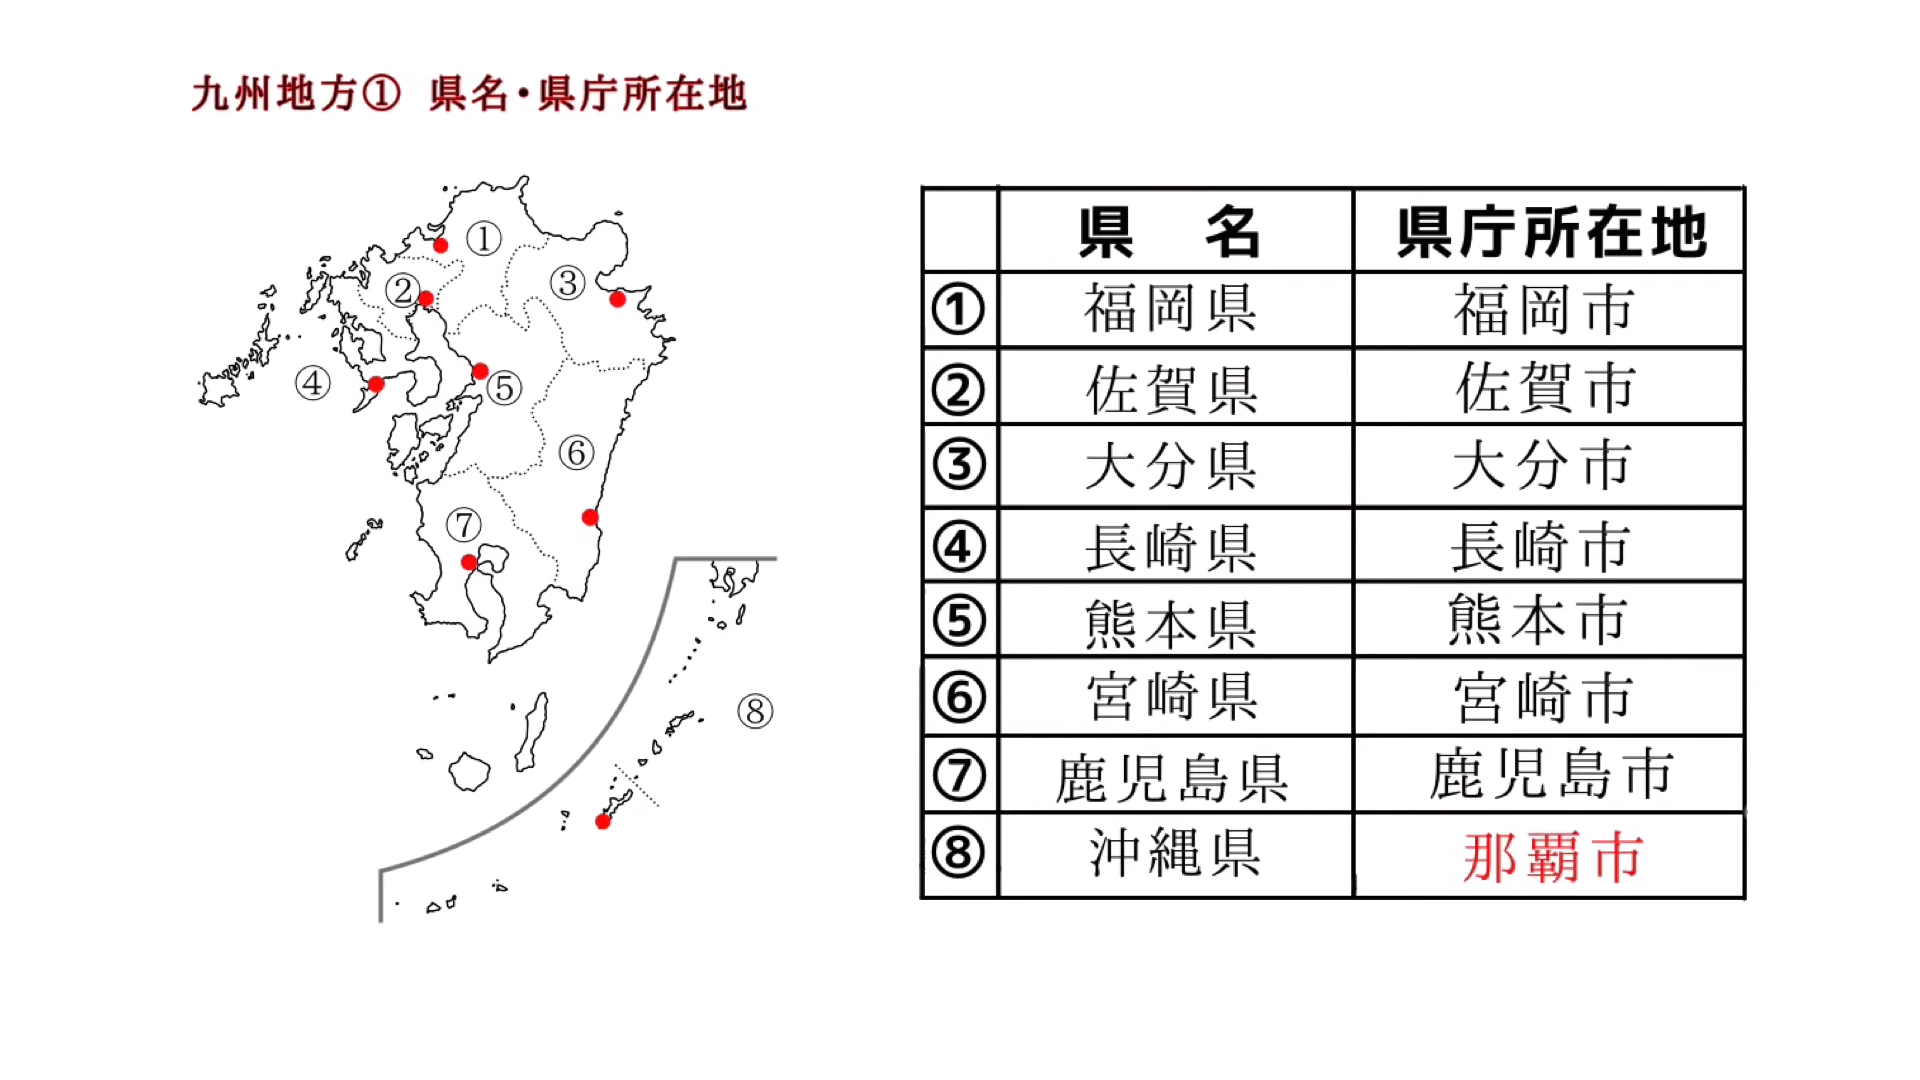 九州地方① 県名・県庁所在地
①
②
③
④
⑤
⑥
⑦
⑧
県 名 県庁所在地
① 福岡県 福岡市
② 佐賀県 佐賀市
③ 大分県 大分市
④ 長崎県 長崎市
⑤ 熊本県 熊本市
⑥ 宮崎県 宮崎市
⑦ 鹿児島県 鹿児島市
⑧ 沖縄県 那覇市